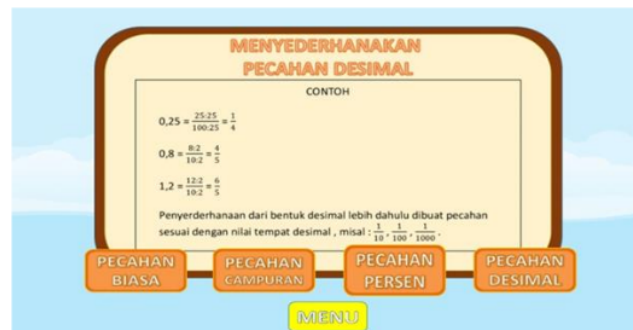 MENYEDERHANAKAN
PECAHAN DESIMAL
CONTOH
0,25 = 25:25/100:25 = 1/4
0,8 = 8:2/10:2 = 4/5
1,2 = 12:2/10:2 = 6/5
Penyerderhanaan dari bentuk desimal lebih dahulu dibuat pecahan
sesuai dengan nilai tempat desimal , misal : 1/10 , 1/100 , 1/1000 .
PECAHAN
BIASA
PECAHAN
CAMPURAN
PECAHAN
PERSEN
PECAHAN
DESIMAL
MENU